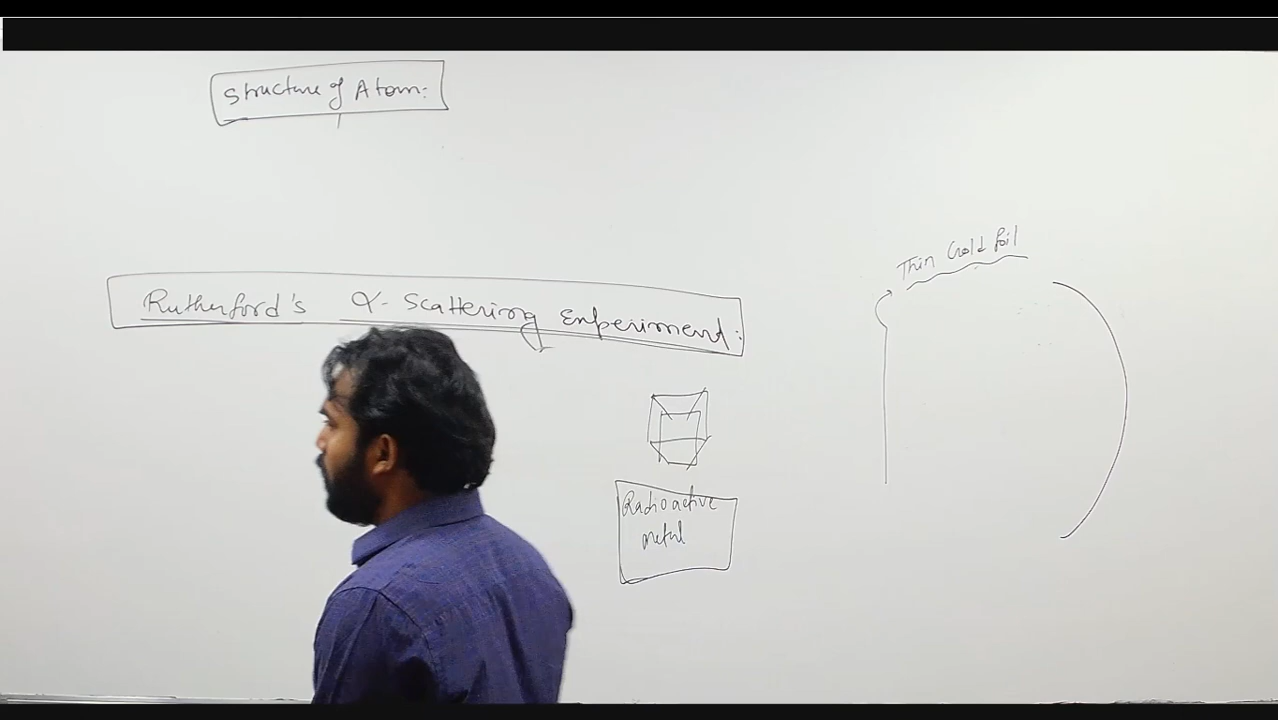 Structure of Atom:
Thin Gold foil
Rutherford's α- Scattering Experiment:
Radioactive
metal